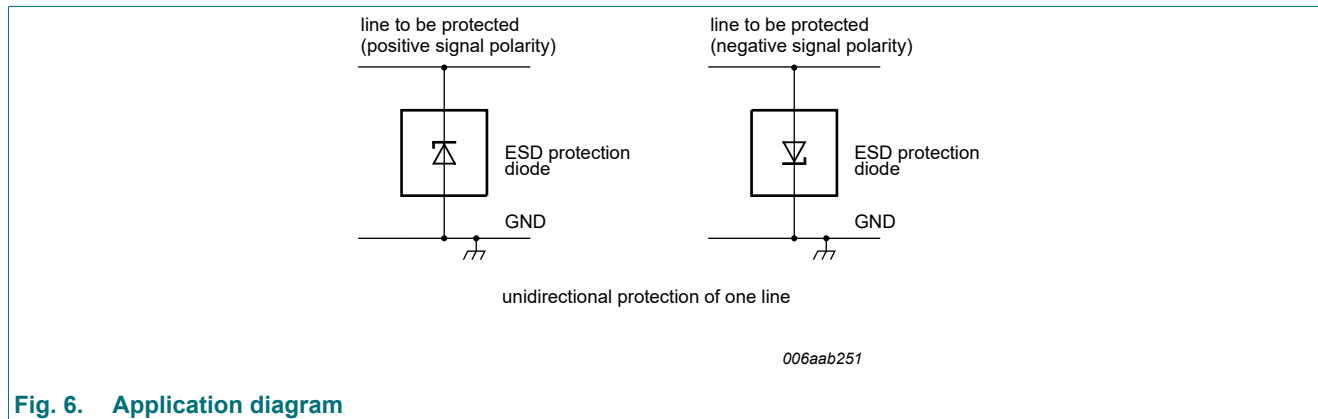 line to be protected
(positive signal polarity)
ESD protection
diode
GND
line to be protected
(negative signal polarity)
ESD protection
diode
GND
unidirectional protection of one line
006aab251
Fig. 6. Application diagram